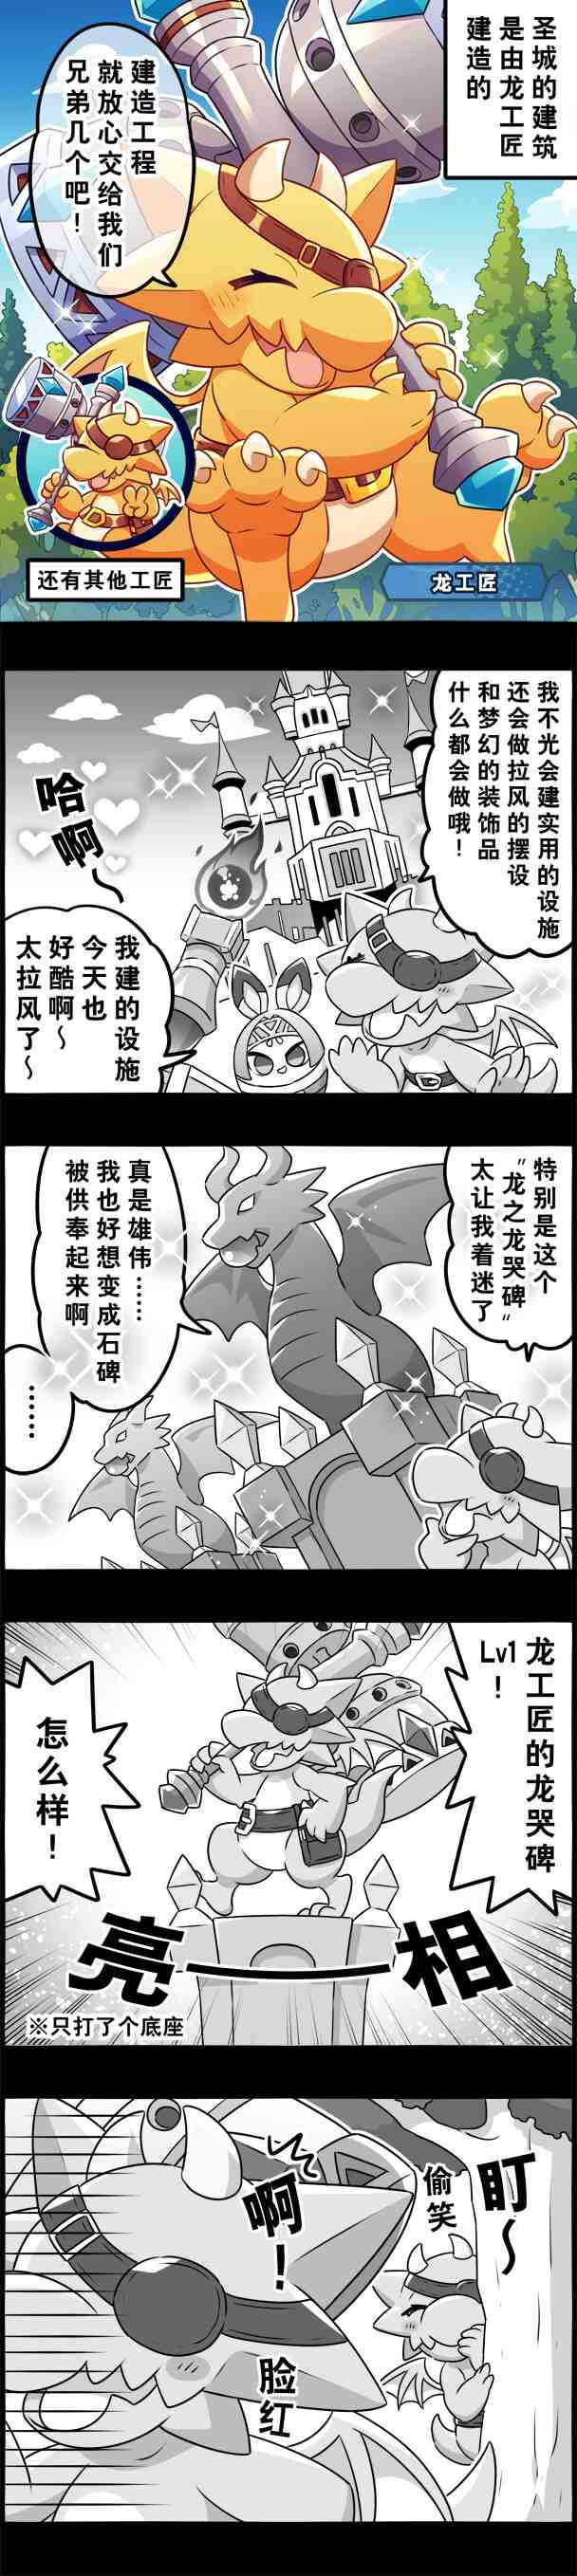 圣城的建筑
是由龙工匠
建造的
建造工程
就放心交给我们
兄弟几个吧！
还有其他工匠
龙工匠
我不光会建实用的设施
还会做拉风的摆设
和梦幻的装饰品
什么都会做哦！
哈啊～
我建的设施
今天也
好酷啊～
太拉风了～
特别是这个
"龙之龙哭碑"
太让我着迷了
真是雄伟……
我也好想变成石碑
被供奉起来啊
……
龙工匠的龙哭碑
Lv1！
怎么样！
亮——相
※只打了个底座
盯～
偷笑
啊！
脸红